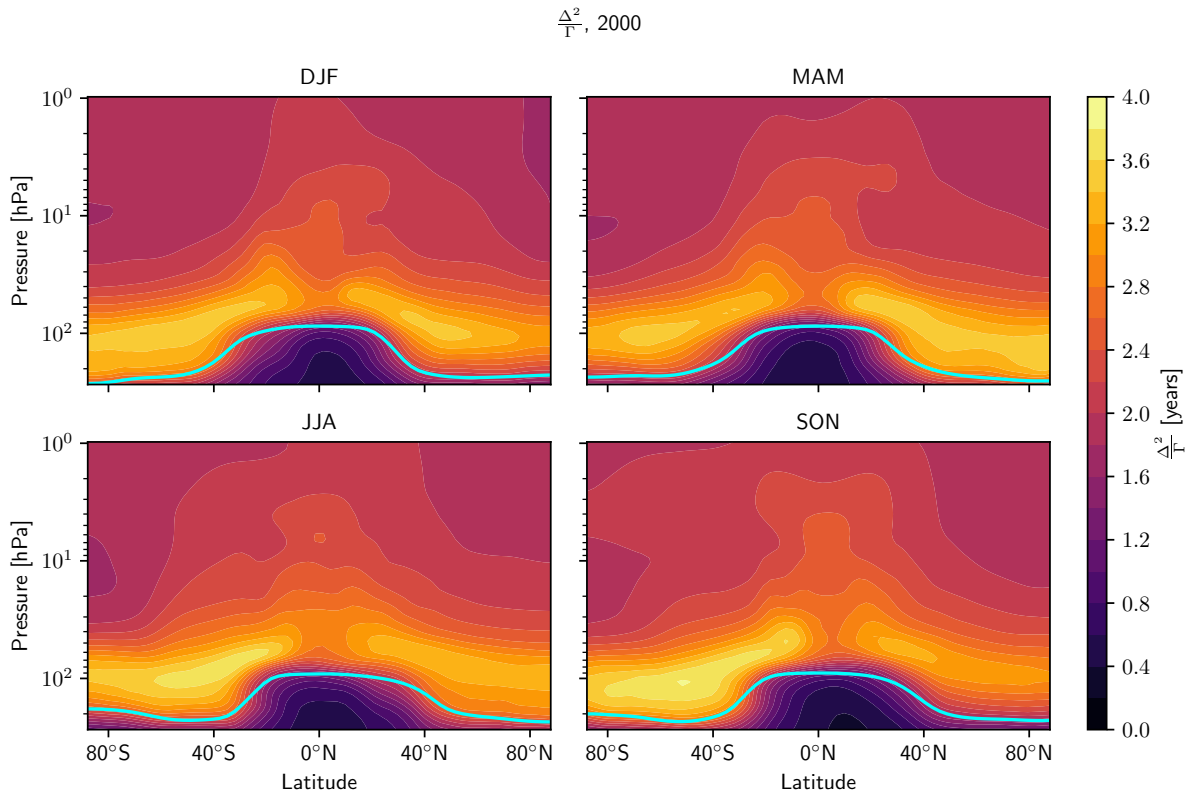 Δ²/Γ, 2000
DJF
MAM
10⁰
10¹
10²
Pressure [hPa]
JJA
SON
10⁰
10¹
10²
Pressure [hPa]
80°S
40°S
0°N
40°N
80°N
80°S
40°S
0°N
40°N
80°N
Latitude
Latitude
4.0
3.6
3.2
2.8
2.4
2.0
1.6
1.2
0.8
0.4
0.0
Δ²/Γ [years]